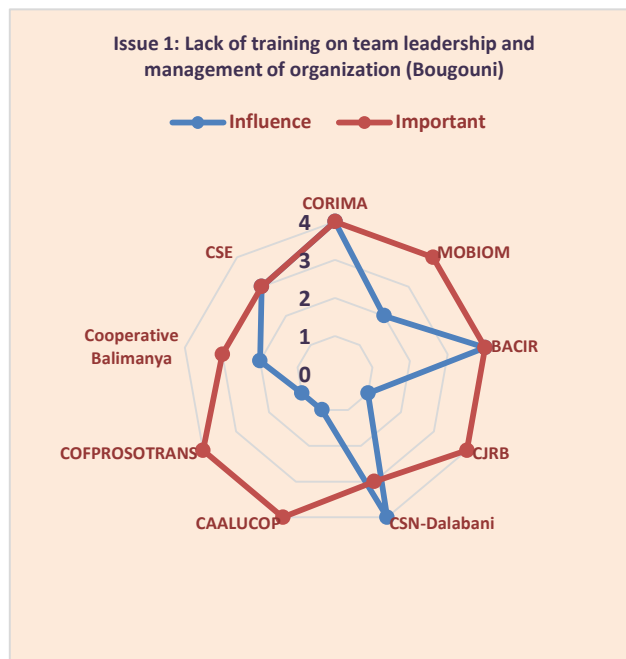 Issue 1: Lack of training on team leadership and
management of organization (Bougouni)
Influence
Important
CORIMA
4
MOBIOM
CSE
3
2
Cooperative
Balimanya
BACIR
1
0
COFPROSOTRANS
CJRB
CAALUCOP
CSN-Dalabani